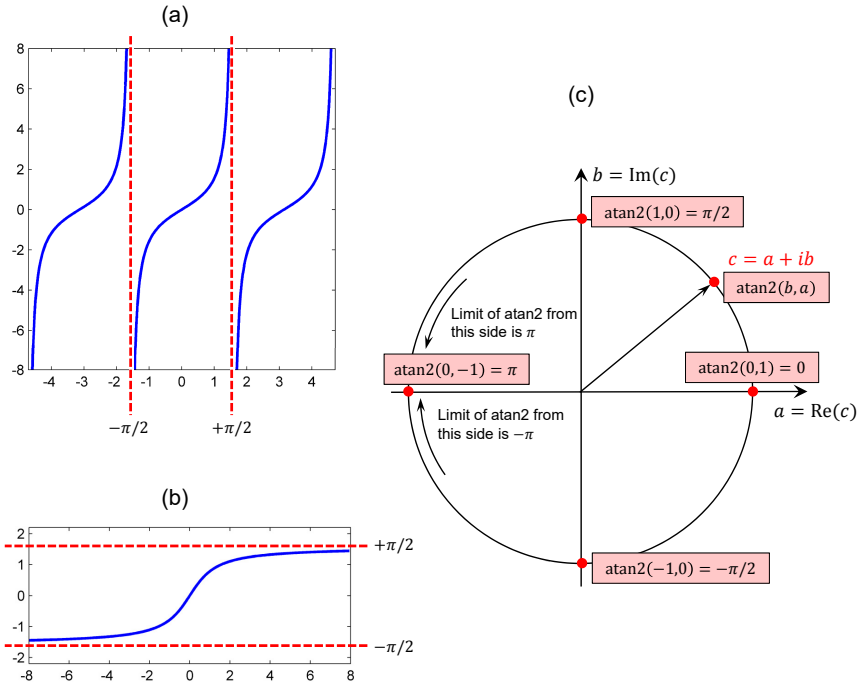 (a)
8
6
4
2
0
-2
-4
-6
-8
-4 -3 -2 -1 0 1 2 3 4
−π/2 +π/2
(b)
2
1
0
-1
-2
-8 -6 -4 -2 0 2 4 6 8
+π/2
−π/2
(c)
b = Im(c)
atan2(1,0) = π/2
c = a + ib
atan2(b, a)
Limit of atan2 from
this side is π
atan2(0, −1) = π
atan2(0,1) = 0
Limit of atan2 from
this side is −π
a = Re(c)
atan2(−1,0) = −π/2